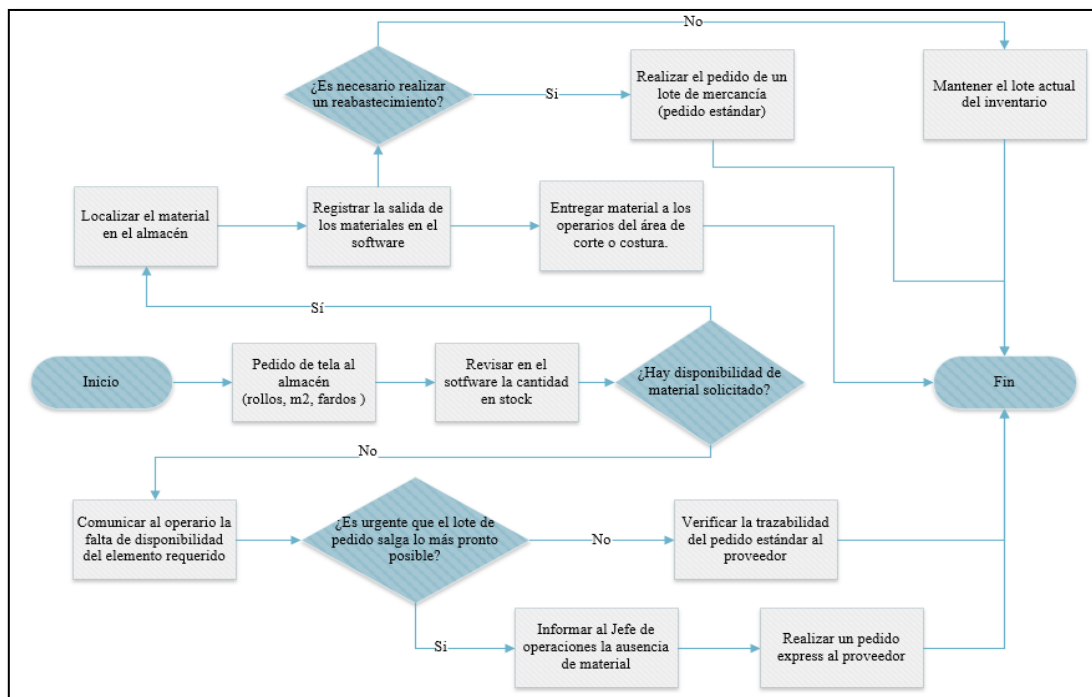 No
¿Es necesario realizar
un reabastecimiento?
Si
Realizar el pedido de un
lote de mercancía
(pedido estándar)
Mantener el lote actual
del inventario
Localizar el material
en el almacén
Registrar la salida de
los materiales en el
software
Entregar material a los
operarios del área de
corte o costura.
Sí
Inicio
Pedido de tela al
almacén
(rollos, m2, fardos )
Revisar en el
sotfware la cantidad
en stock
¿Hay disponibilidad de
material solicitado?
Fin
No
Comunicar al operario la
falta de disponibilidad
del elemento requerido
¿Es urgente que el lote de
pedido salga lo más pronto
posible?
No
Verificar la trazabilidad
del pedido estándar al
proveedor
Si
Informar al Jefe de
operaciones la ausencia
de material
Realizar un pedido
express al proveedor